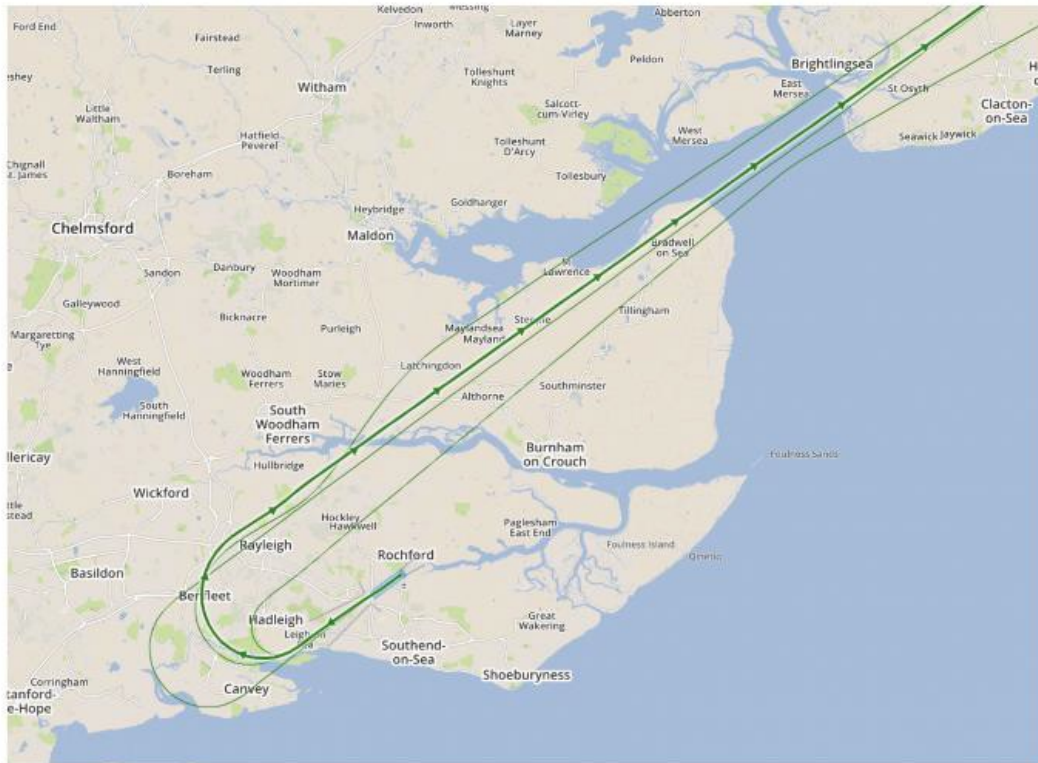 Ford End
Kelvedon
Messing
Abberton
Inworth
Layer
Marney
Fairstead
Terling
Peldon
Brightlingsea
Tolleshunt
Knights
Witham
East
Mersea
St Osyth
Little
Waltham
Salcott-
cum-Virley
Clacton-
on-Sea
Hatfield
Peverel
West
Mersea
Seawick
Jaywick
Tolleshunt
D'Arcy
Chignall
St. James
Boreham
Tollesbury
Goldhanger
Heybridge
Chelmsford
Maldon
Bradwell
on Sea
Sandon
Danbury
Woodham
Mortimer
Lawrence
Galleywood
Bicknacre
Purleigh
Tillingham
Maylandsea
Mayland
Margaretting
Tye
West
Hanningfield
Latchingdon
Woodham
Ferrers
Stow
Maries
Southminster
Althorne
South
Hanningfield
South
Woodham
Ferrers
Burnham
on Crouch
Foulness Sands
Hullbridge
Wickford
Hockley
Hawkwell
Paglesham
East End
Rayleigh
Foulness Island
Rochford
Basildon
Benfleet
Hadleigh
Great
Wakering
Southend-
on-Sea
Shoeburyness
Corringham
Canvey
Stanford-
le-Hope